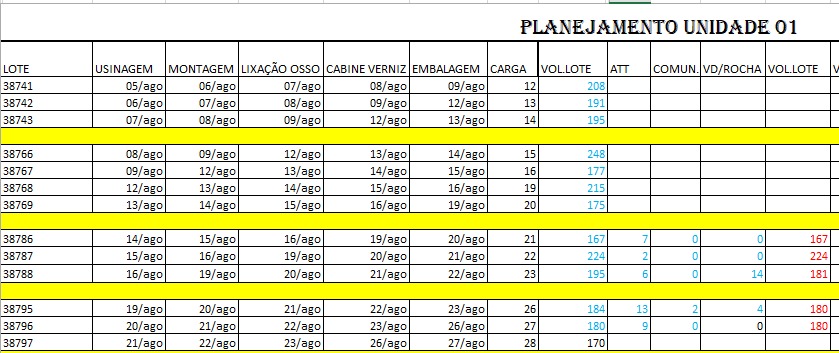 PLANEJAMENTO UNIDADE 01
LOTE USINAGEM MONTAGEM LIXAÇÃO OSSO CABINE VERNIZ EMBALAGEM CARGA VOL.LOTE ATT COMUN. VD/ROCHA VOL.LOTE V
38741 05/ago 06/ago 07/ago 08/ago 09/ago 12 208
38742 06/ago 07/ago 08/ago 09/ago 12/ago 13 191
38743 07/ago 08/ago 09/ago 12/ago 13/ago 14 195
38766 08/ago 09/ago 12/ago 13/ago 14/ago 15 248
38767 09/ago 12/ago 13/ago 14/ago 15/ago 16 177
38768 12/ago 13/ago 14/ago 15/ago 16/ago 19 215
38769 13/ago 14/ago 15/ago 16/ago 19/ago 20 175
38786 14/ago 15/ago 16/ago 19/ago 20/ago 21 167 7 0 0 167
38787 15/ago 16/ago 19/ago 20/ago 21/ago 22 224 2 0 0 224
38788 16/ago 19/ago 20/ago 21/ago 22/ago 23 195 6 0 14 181
38795 19/ago 20/ago 21/ago 22/ago 23/ago 26 184 13 2 4 180
38796 20/ago 21/ago 22/ago 23/ago 26/ago 27 180 9 0 0 180
38797 21/ago 22/ago 23/ago 26/ago 27/ago 28 170